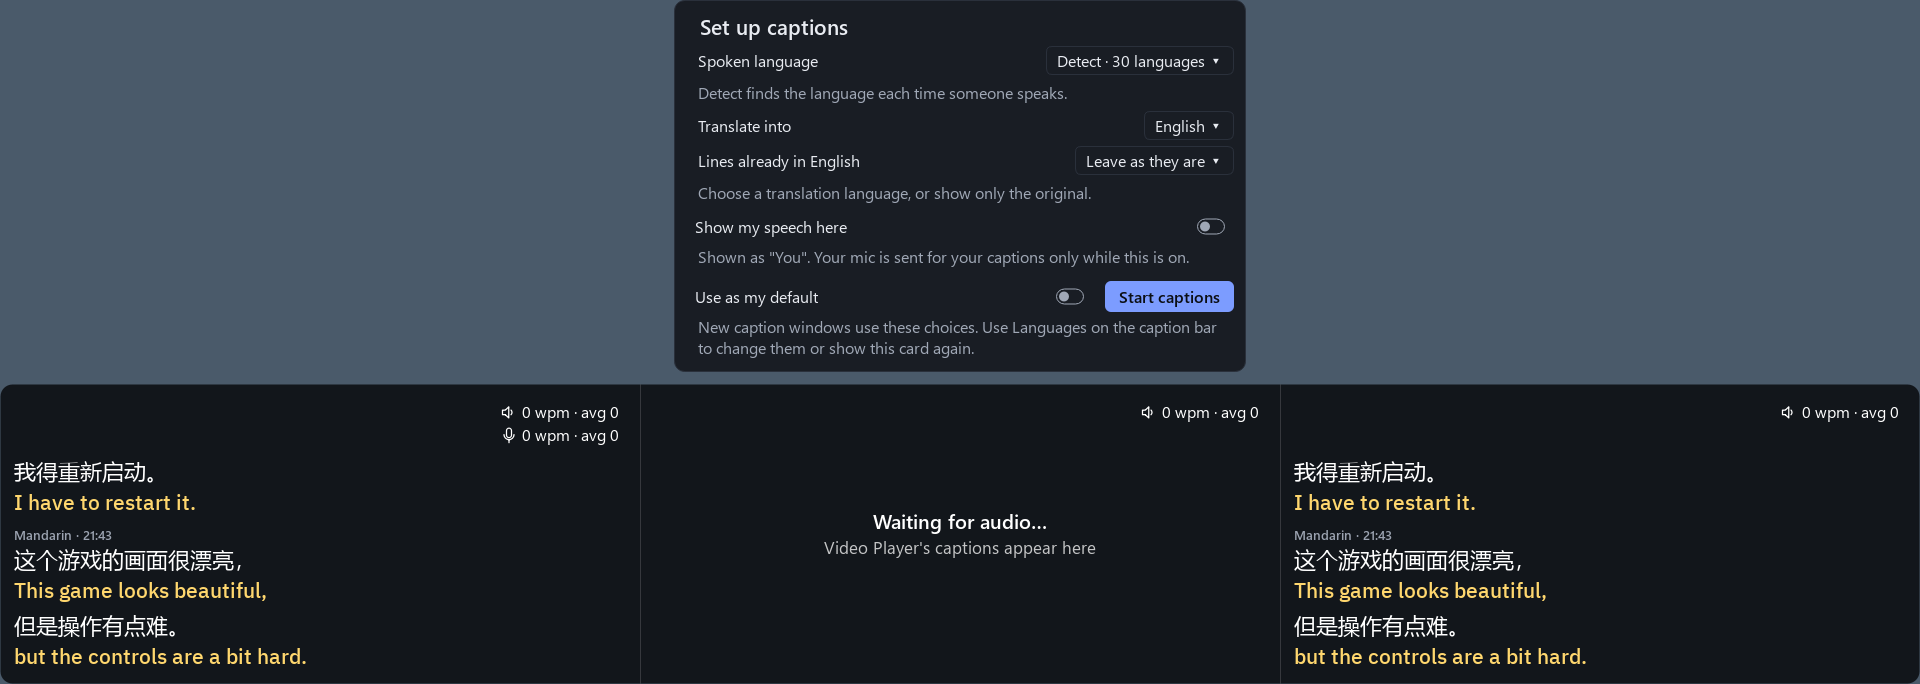 Set up captions
Spoken language
Detect · 30 languages ▾
Detect finds the language each time someone speaks.
Translate into
English ▾
Lines already in English
Leave as they are ▾
Choose a translation language, or show only the original.
Show my speech here
Shown as "You". Your mic is sent for your captions only while this is on.
Use as my default
Start captions
New caption windows use these choices. Use Languages on the caption bar
to change them or show this card again.
0 wpm · avg 0
0 wpm · avg 0
我得重新启动。
I have to restart it.
Mandarin · 21:43
这个游戏的画面很漂亮，
This game looks beautiful,
但是操作有点难。
but the controls are a bit hard.
0 wpm · avg 0
Waiting for audio...
Video Player's captions appear here
0 wpm · avg 0
我得重新启动。
I have to restart it.
Mandarin · 21:43
这个游戏的画面很漂亮，
This game looks beautiful,
但是操作有点难。
but the controls are a bit hard.